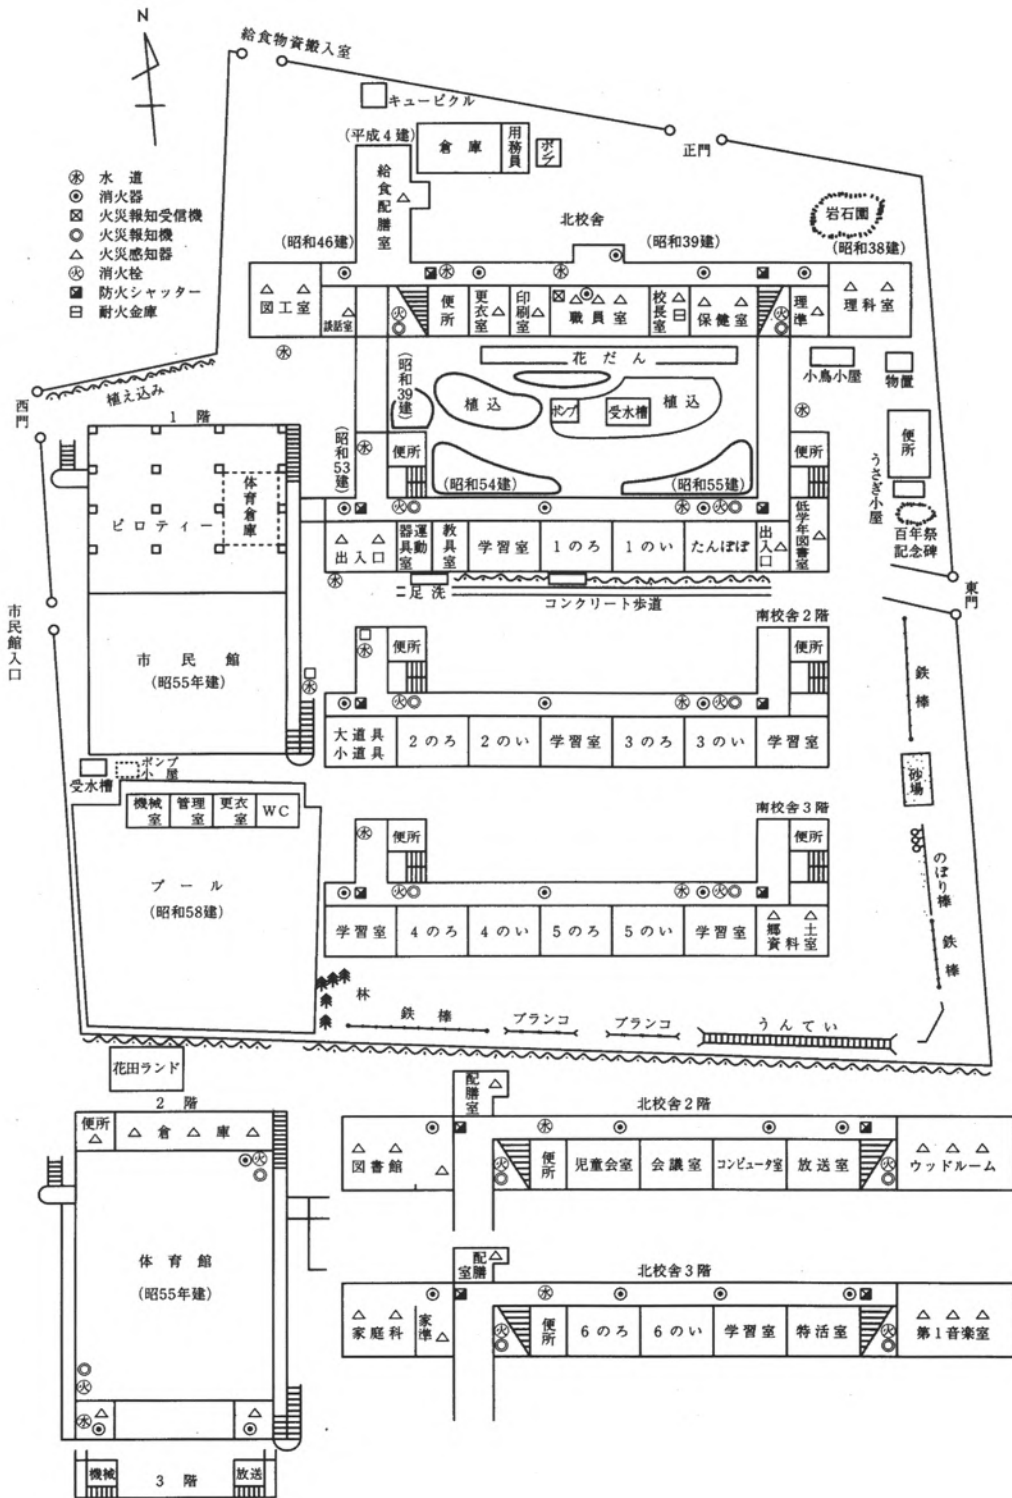 N
給食物資搬入室
キュービクル
(平成4建)
倉庫
用務員
ポンプ
正門
水道
消火器
火災報知受信機
火災報知機
火災感知器
消火栓
防火シャッター
耐火金庫
給食配膳室
北校舎
岩石園
(昭和46建)
(昭和39建)
(昭和38建)
図工室
談話室
便所
更衣室
印刷室
職員室
校長室
保健室
理準
理科室
花だん
小鳥小屋
物置
植え込み
西門
(昭和39建)
植込
ポンプ
受水槽
植込
1階
(昭和53建)
便所
便所
便所
うさぎ小屋
体育倉庫
ピロティー
(昭和54建)
(昭和55建)
百年祭
記念碑
出入口
運動器具室
教具室
学習室
1のろ
1のい
たんぽぽ
出入口
低学年図書室
足洗
コンクリート歩道
東門
市民館入口
南校舎2階
便所
便所
市民館
(昭55年建)
鉄棒
大道具
小道具
2のろ
2のい
学習室
3のろ
3のい
学習室
受水槽
ポンプ
小屋
砂場
機械室
管理室
更衣室
WC
南校舎3階
便所
便所
のぼり棒
プール
(昭和58建)
学習室
4のろ
4のい
5のろ
5のい
学習室
郷土
資料室
鉄棒
林
鉄棒
ブランコ
ブランコ
うんてい
花田ランド
2階
配膳室
北校舎2階
便所
倉庫
図書館
便所
児童会室
会議室
コンピュータ室
放送室
ウッドルーム
体育館
(昭55年建)
配膳室
北校舎3階
家庭科
家準
便所
6のろ
6のい
学習室
特活室
第1音楽室
機械
3階
放送
水
火